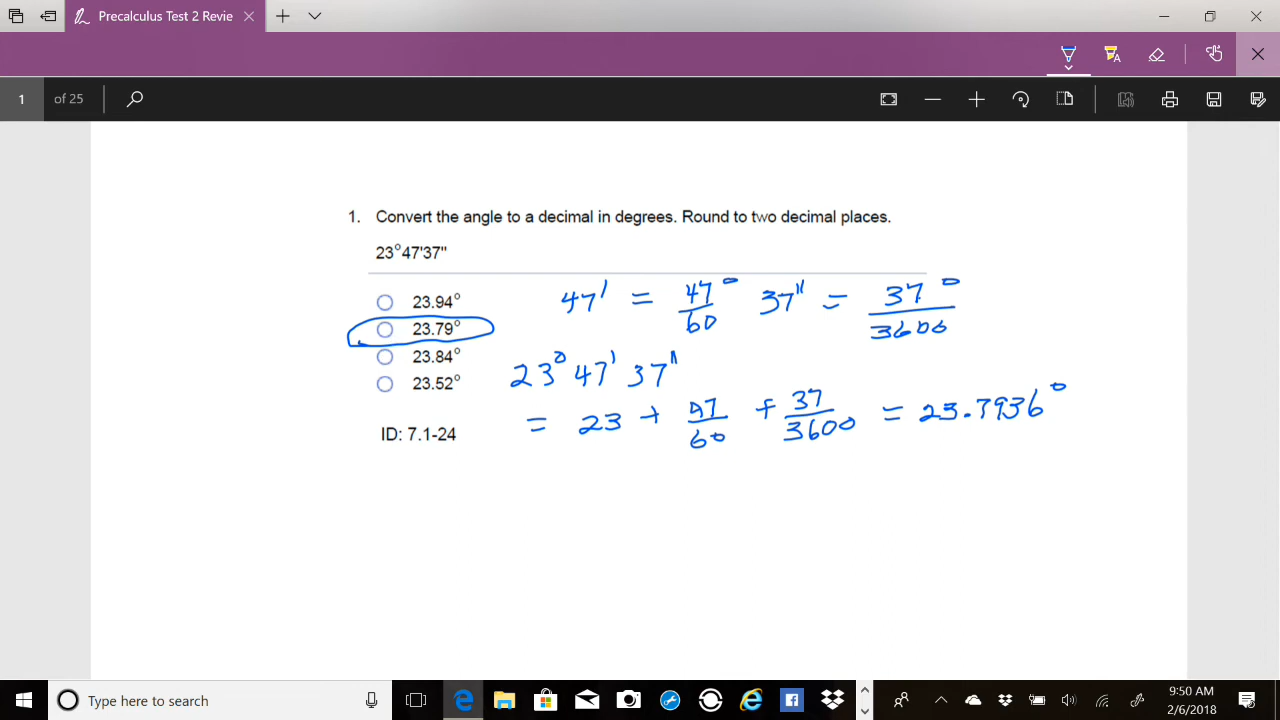 Precalculus Test 2 Revie
1 of 25
1. Convert the angle to a decimal in degrees. Round to two decimal places.
23°47'37"
23.94°
23.79°
23.84°
23.52°
ID: 7.1-24
47' = 47/60° 37" = 37/3600°
23° 47' 37"
= 23 + 47/60 + 37/3600 = 23.7936°
Type here to search
9:50 AM
2/6/2018